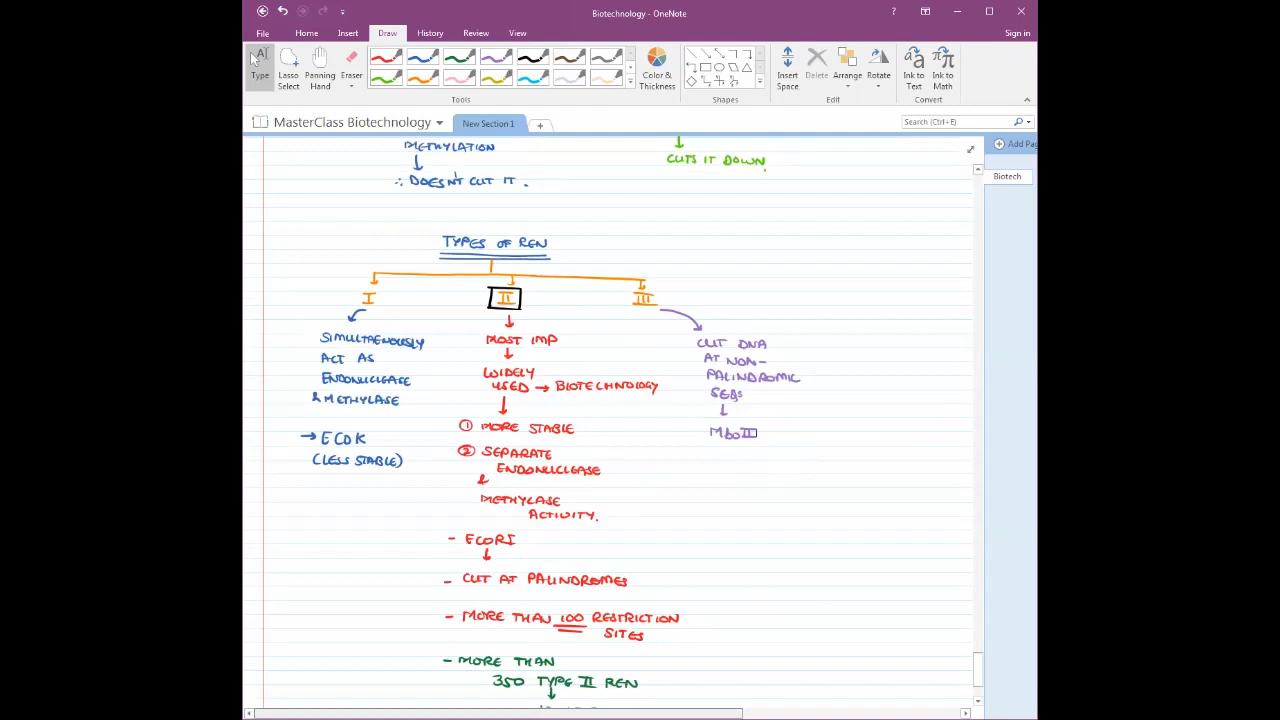 Biotechnology - OneNote
File Home Insert Draw History Review View Sign in
Type
Lasso Select
Panning Hand
Eraser
Color & Thickness
Insert Space
Delete
Arrange
Rotate
Ink to Text
Ink to Math
Tools
Shapes
Edit
Convert
MasterClass Biotechnology
New Section 1
Search (Ctrl+E)
Add Pag
Biotech
METHYLATION
∴ DOESN'T CUT IT.
CUTS IT DOWN.
TYPES OF REN
I
II
III
SIMULTAENOUSLY
ACT AS
ENDONUCLEASE
& METHYLASE
→ ECOK
(LESS STABLE)
MOST IMP
WIDELY
USED → BIOTECHNOLOGY
① MORE STABLE
② SEPARATE
ENDONUCLEASE
&
METHYLASE
ACTIVITY.
- ECORI
- CUT AT PALINDROMES
- MORE THAN 100 RESTRICTION
SITES
- MORE THAN
350 TYPE II REN
CUT DNA
AT NON-
PALINDROMIC
SEQs
MboII